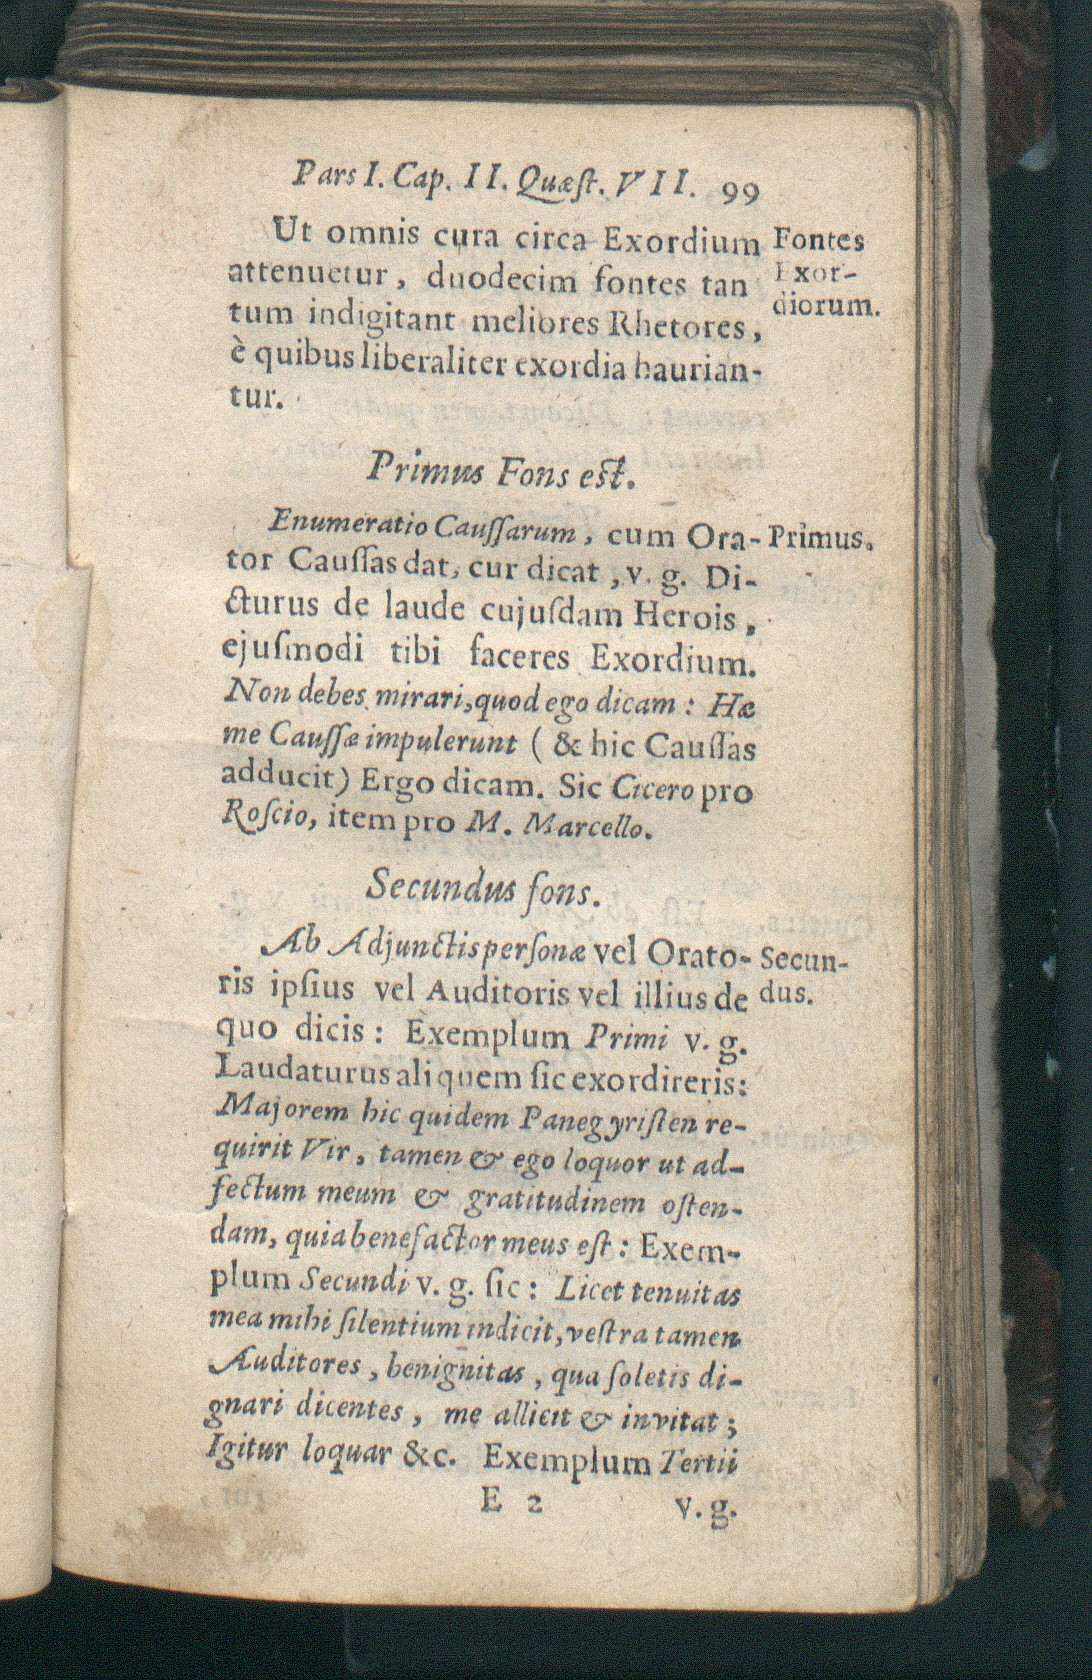 Pars I. Cap. II. Quæſt. VII. 99
Ut omnis cura circa Exordium
attenuetur, duodecim fontes tan
tum indigitant meliores Rhetores,
è quibus liberaliter exordia haurian-
tur.
Fontes
Exor-
diorum.
Primus Fons est.
Enumeratio Cauſſarum, cum Ora-
tor Cauſſas dat, cur dicat, v. g. Di-
cturus de laude cujuſdam Herois,
ejuſmodi tibi faceres Exordium.
Non debes mirari, quod ego dicam: Hæ
me Cauſſæ impulerunt ( & hic Cauſſas
adducit) Ergo dicam. Sic Cicero pro
Roſcio, item pro M. Marcello.
Primus.
Secundus fons.
Ab Adjunctis perſonæ vel Orato-
ris ipſius vel Auditoris vel illius de
quo dicis: Exemplum Primi v. g.
Laudaturus aliquem ſic exordireris:
Majorem hic quidem Panegyriſten re-
quirit Vir, tamen & ego loquor ut ad-
fectum meum & gratitudinem oſten-
dam, quia benefactor meus eſt: Exem-
plum Secundi v. g. ſic: Licet tenuitas
mea mihi ſilentium indicit, veſtra tamen
Auditores, benignitas, qua ſoletis di-
gnari dicentes, me allicit & invitat;
Igitur loquar &c. Exemplum Tertii
Secun-
dus.
E 2 v. g.